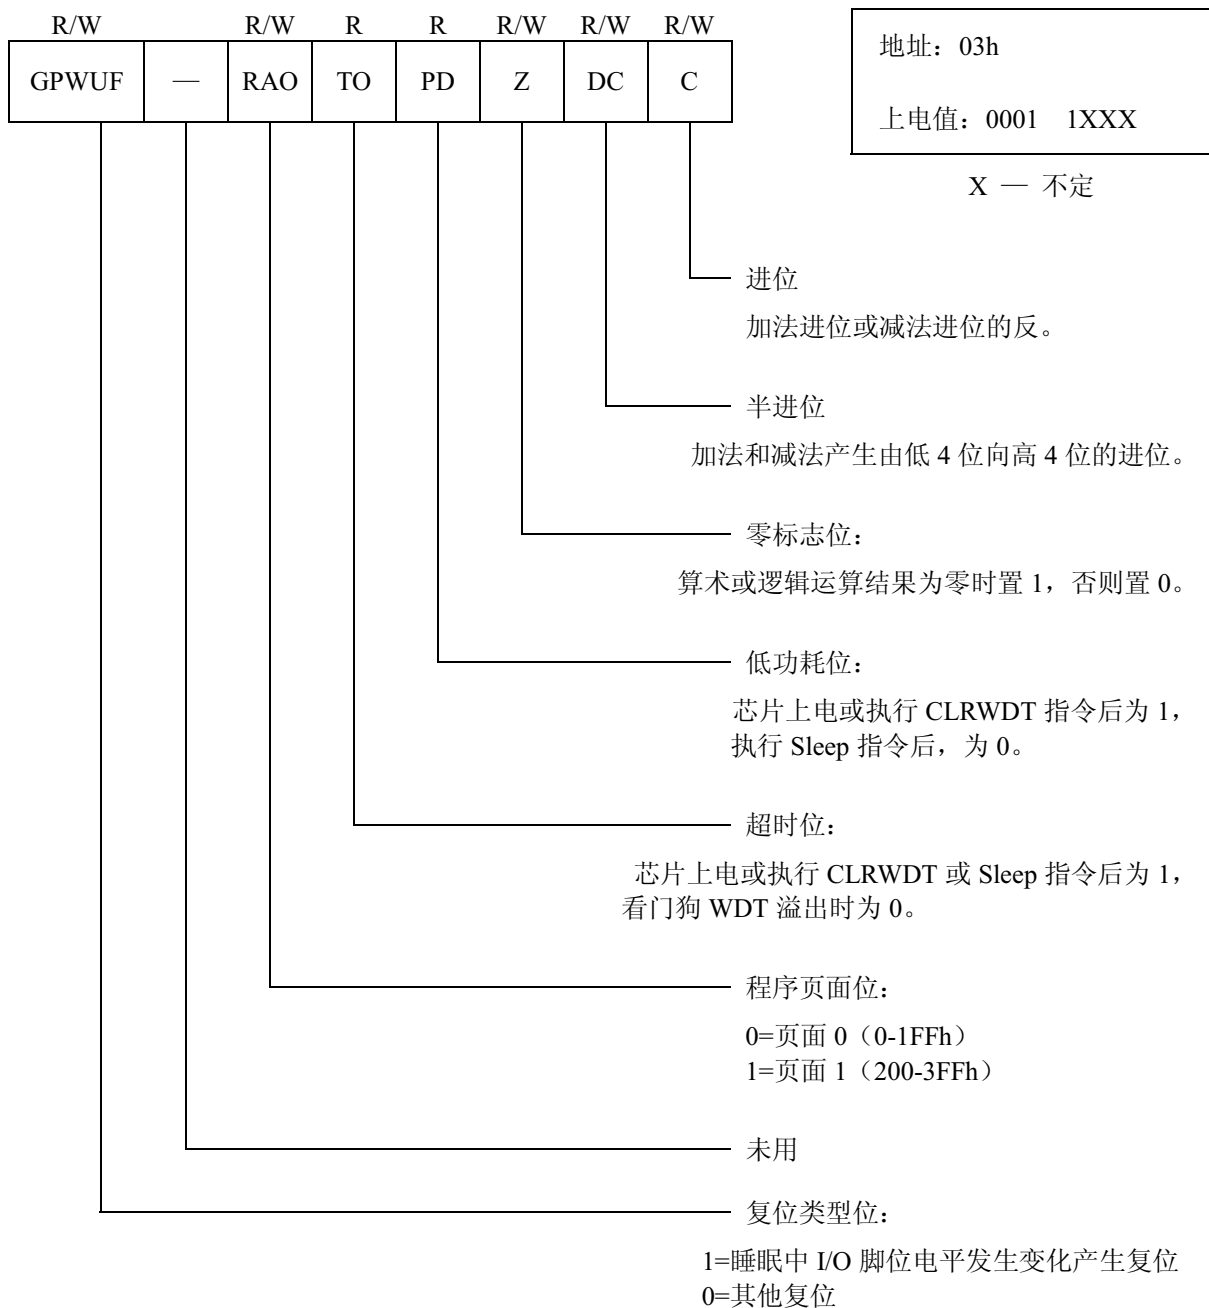 R/W R/W R R R/W R/W R/W
GPWUF — RAO TO PD Z DC C
地址：03h
上电值：0001 1XXX
X — 不定
进位
加法进位或减法进位的反。
半进位
加法和减法产生由低 4 位向高 4 位的进位。
零标志位：
算术或逻辑运算结果为零时置 1，否则置 0。
低功耗位：
芯片上电或执行 CLRWDT 指令后为 1，
执行 Sleep 指令后，为 0。
超时位：
芯片上电或执行 CLRWDT 或 Sleep 指令后为 1，
看门狗 WDT 溢出时为 0。
程序页面位：
0=页面 0（0-1FFh）
1=页面 1（200-3FFh）
未用
复位类型位：
1=睡眠中 I/O 脚位电平发生变化产生复位
0=其他复位